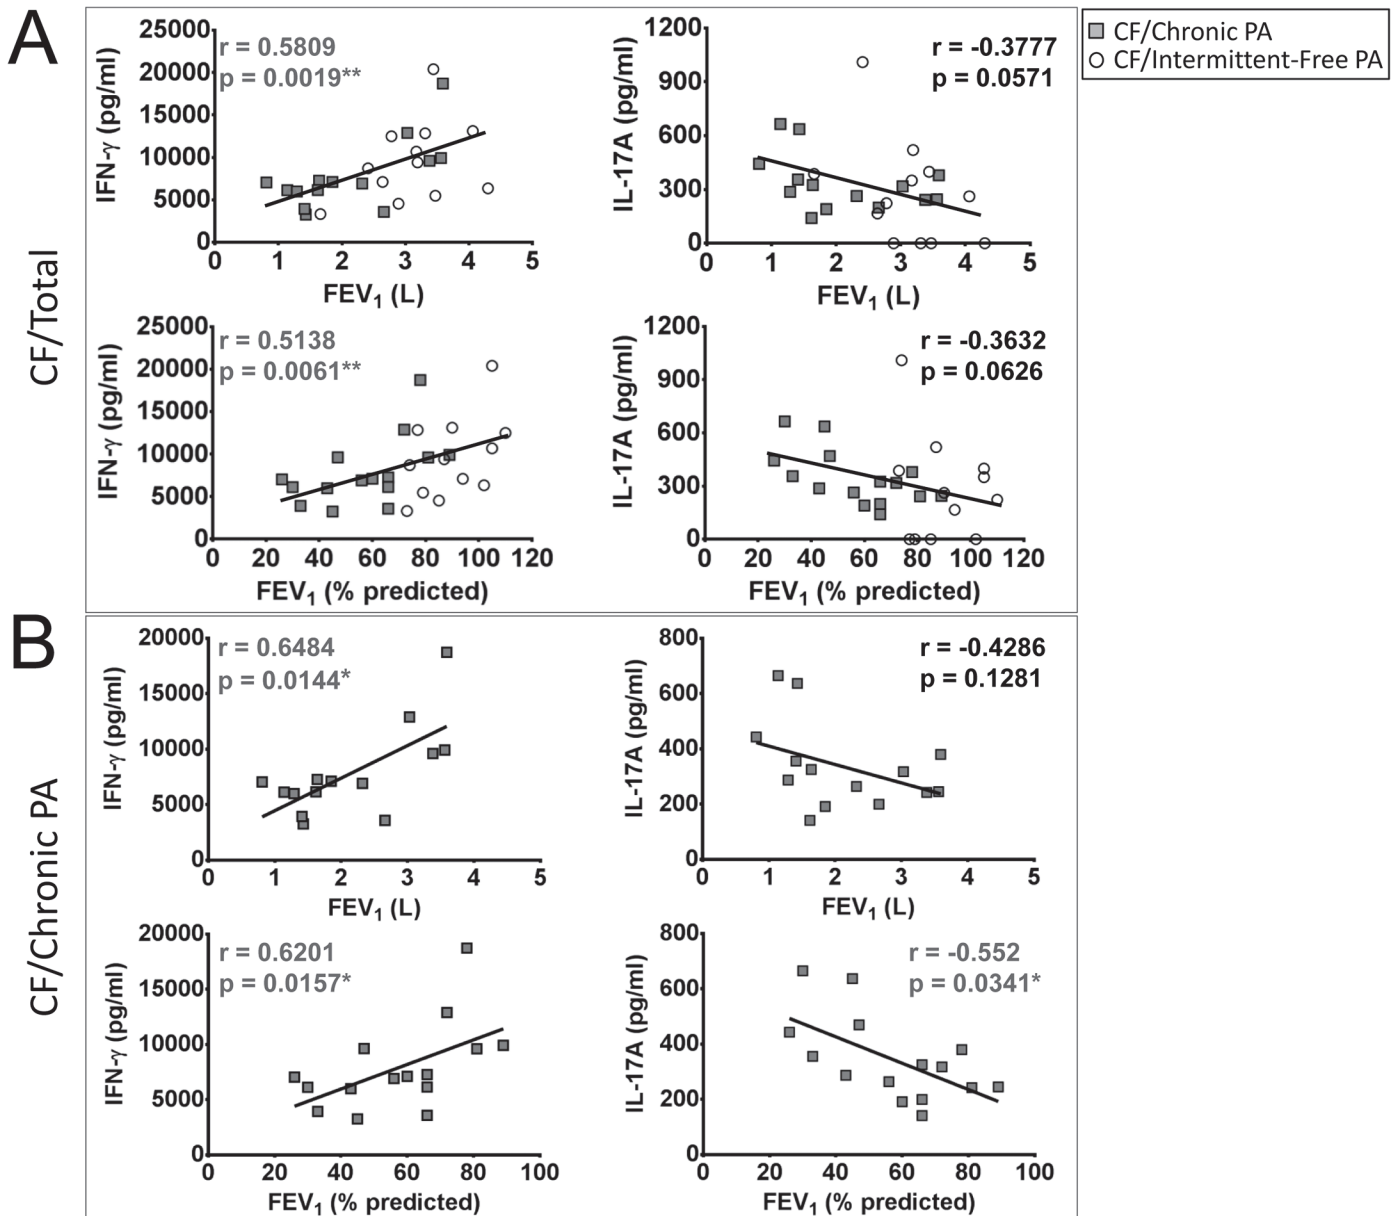 A
CF/Total
25000
20000
15000
10000
5000
0
IFN-γ (pg/ml)
r = 0.5809
p = 0.0019**
0 1 2 3 4 5
FEV1 (L)
1200
900
600
300
0
IL-17A (pg/ml)
r = -0.3777
p = 0.0571
0 1 2 3 4 5
FEV1 (L)
CF/Chronic PA
CF/Intermittent-Free PA
25000
20000
15000
10000
5000
0
IFN-γ (pg/ml)
r = 0.5138
p = 0.0061**
0 20 40 60 80 100 120
FEV1 (% predicted)
1200
900
600
300
0
IL-17A (pg/ml)
r = -0.3632
p = 0.0626
0 20 40 60 80 100 120
FEV1 (% predicted)
B
CF/Chronic PA
20000
15000
10000
5000
0
IFN-γ (pg/ml)
r = 0.6484
p = 0.0144*
0 1 2 3 4 5
FEV1 (L)
800
600
400
200
0
IL-17A (pg/ml)
r = -0.4286
p = 0.1281
0 1 2 3 4 5
FEV1 (L)
20000
15000
10000
5000
0
IFN-γ (pg/ml)
r = 0.6201
p = 0.0157*
0 20 40 60 80 100
FEV1 (% predicted)
800
600
400
200
0
IL-17A (pg/ml)
r = -0.552
p = 0.0341*
0 20 40 60 80 100
FEV1 (% predicted)